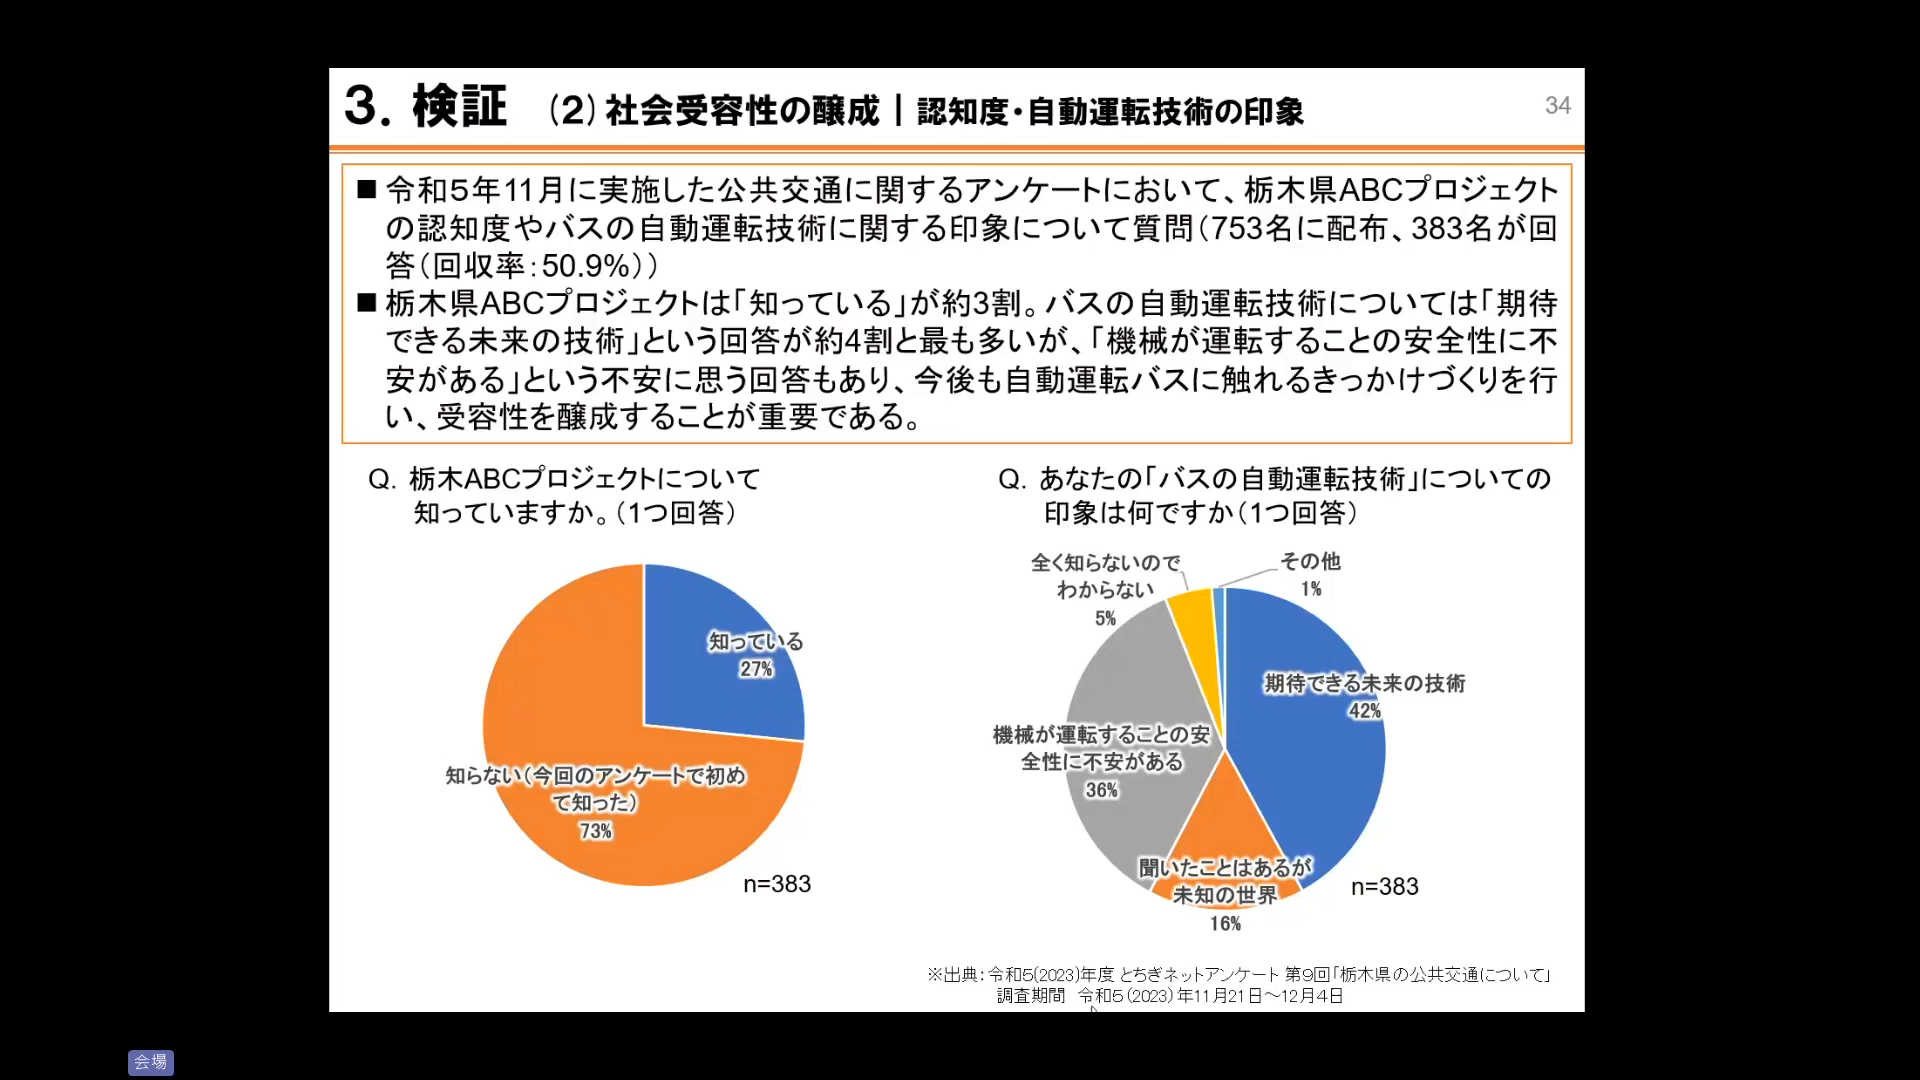 3. 検証 (2)社会受容性の醸成｜認知度・自動運転技術の印象
34
■ 令和5年11月に実施した公共交通に関するアンケートにおいて、栃木県ABCプロジェクト
の認知度やバスの自動運転技術に関する印象について質問(753名に配布、383名が回
答(回収率:50.9%))
■ 栃木県ABCプロジェクトは「知っている」が約3割。バスの自動運転技術については「期待
できる未来の技術」という回答が約4割と最も多いが、「機械が運転することの安全性に不
安がある」という不安に思う回答もあり、今後も自動運転バスに触れるきっかけづくりを行
い、受容性を醸成することが重要である。
Q. 栃木ABCプロジェクトについて
知っていますか。(1つ回答)
知っている
27%
知らない(今回のアンケートで初め
て知った)
73%
n=383
Q. あなたの「バスの自動運転技術」についての
印象は何ですか(1つ回答)
全く知らないので
わからない
5%
その他
1%
期待できる未来の技術
42%
機械が運転することの安
全性に不安がある
36%
聞いたことはあるが
未知の世界
16%
n=383
※出典:令和5(2023)年度 とちぎネットアンケート 第9回「栃木県の公共交通について」
調査期間 令和5(2023)年11月21日～12月4日
会場